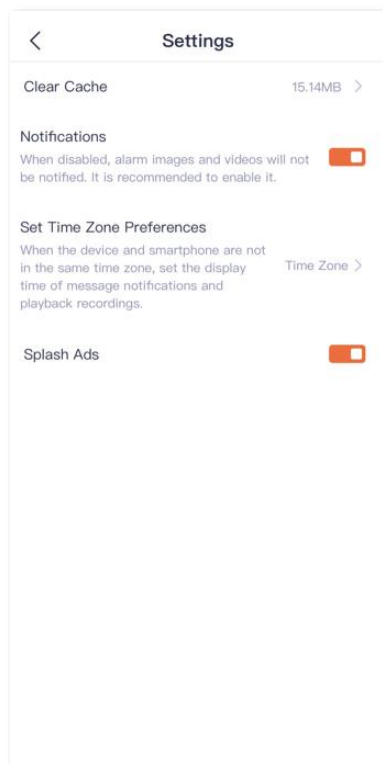 Settings
Clear Cache 15.14MB
Notifications
When disabled, alarm images and videos will not
be notified. It is recommended to enable it.
Set Time Zone Preferences
When the device and smartphone are not
in the same time zone, set the display
time of message notifications and
playback recordings.
Time Zone
Splash Ads